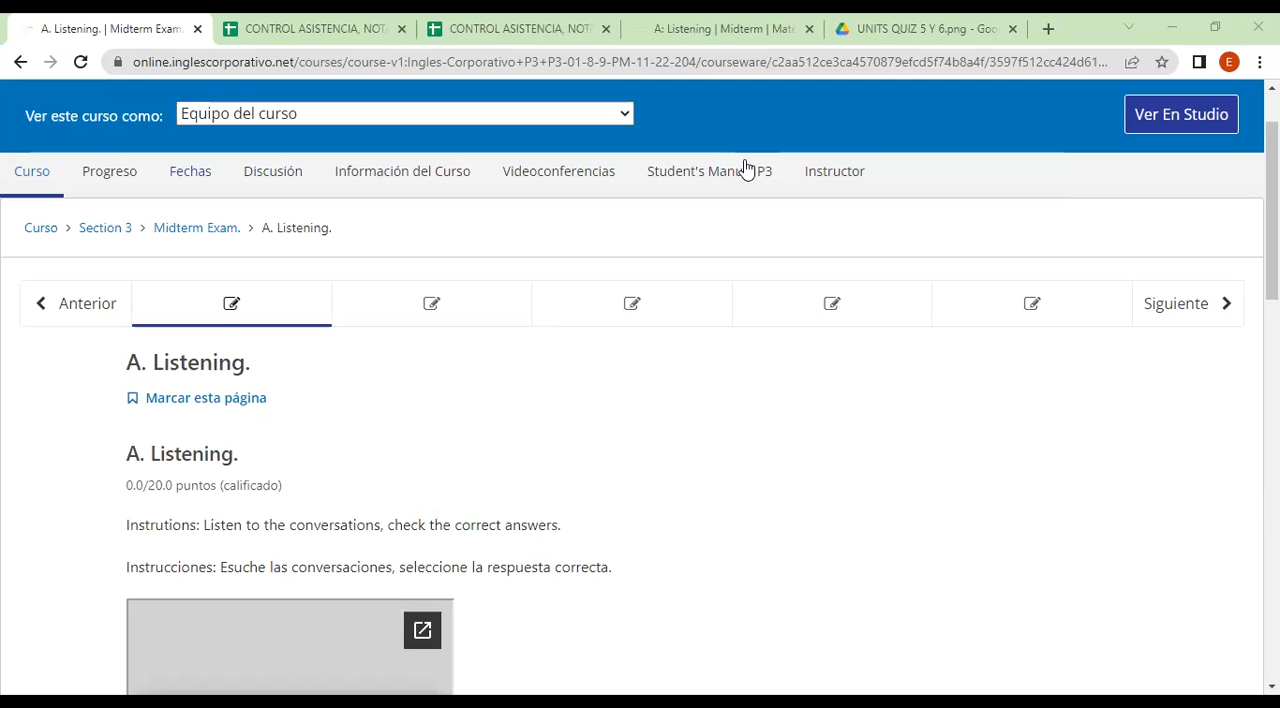 A. Listening. | Midterm Exam.
CONTROL ASISTENCIA, NOT
CONTROL ASISTENCIA, NOT
A: Listening | Midterm | Mate
UNITS QUIZ 5 Y 6.png - Goo
online.inglescorporativo.net/courses/course-v1:Ingles-Corporativo+P3+P3-01-8-9-PM-11-22-204/courseware/c2a512ce3ca4570879efcd5f74b8a4f/3597f512cc424d61...
E
Ver este curso como:
Equipo del curso
Ver En Studio
Curso
Progreso
Fechas
Discusión
Información del Curso
Videoconferencias
Student's Manu P3
Instructor
Curso > Section 3 > Midterm Exam. > A. Listening.
Anterior
Siguiente
A. Listening.
Marcar esta página
A. Listening.
0.0/20.0 puntos (calificado)
Instrutions: Listen to the conversations, check the correct answers.
Instrucciones: Esuche las conversaciones, seleccione la respuesta correcta.